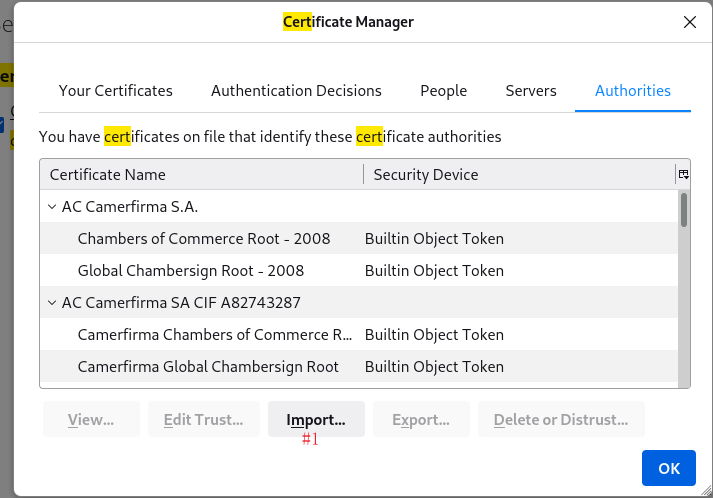 Certificate Manager
Your Certificates Authentication Decisions People Servers Authorities
You have certificates on file that identify these certificate authorities
Certificate Name Security Device
AC Camerfirma S.A.
Chambers of Commerce Root - 2008 Builtin Object Token
Global Chambersign Root - 2008 Builtin Object Token
AC Camerfirma SA CIF A82743287
Camerfirma Chambers of Commerce R... Builtin Object Token
Camerfirma Global Chambersign Root Builtin Object Token
View... Edit Trust... Import... Export... Delete or Distrust...
#1
OK